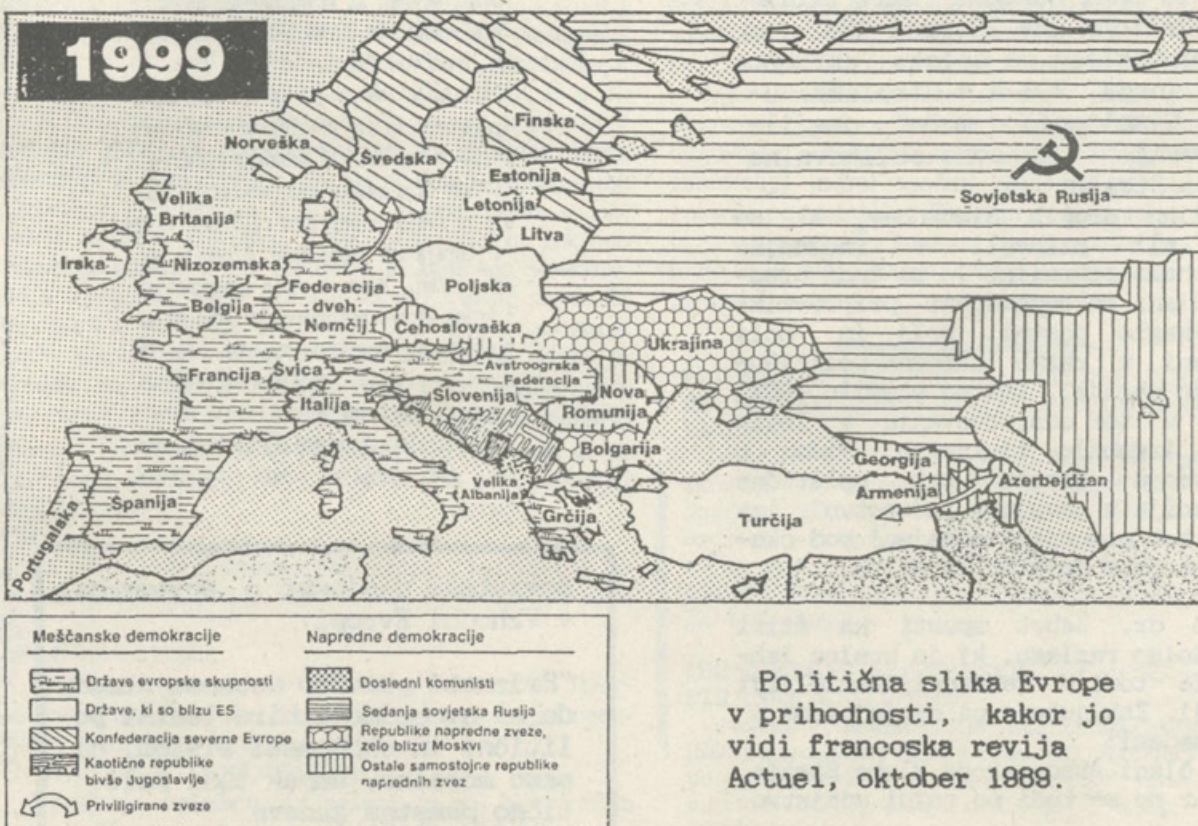 1999
Norveška
Švedska
Finska
Estonija
Letonija
Litva
Sovjetska Rusija
Velika
Britanija
Irska
Nizozemska
Belgija
Federacija
dveh
Nemčij
Poljska
Čehoslovaška
Ukrajina
Francija
Švica
Italija
Avstroogrska
Federacija
Slovenija
Nova
Romunija
Bolgarija
Velika
Albanija
Grčija
Španija
Portugalska
Turčija
Georgija
Armenija
Azerbejdžan
Meščanske demokracije
Države evropske skupnosti
Države, ki so blizu ES
Konfederacija severne Evrope
Kaotične republike
bivše Jugoslavije
Priviligirane zveze
Napredne demokracije
Dosledni komunisti
Sedanja sovjetska Rusija
Republike napredne zveze,
zelo blizu Moskvi
Ostale samostojne republike
naprednih zvez
Politična slika Evrope
v prihodnosti, kakor jo
vidi francoska revija
Actuel, oktober 1989.